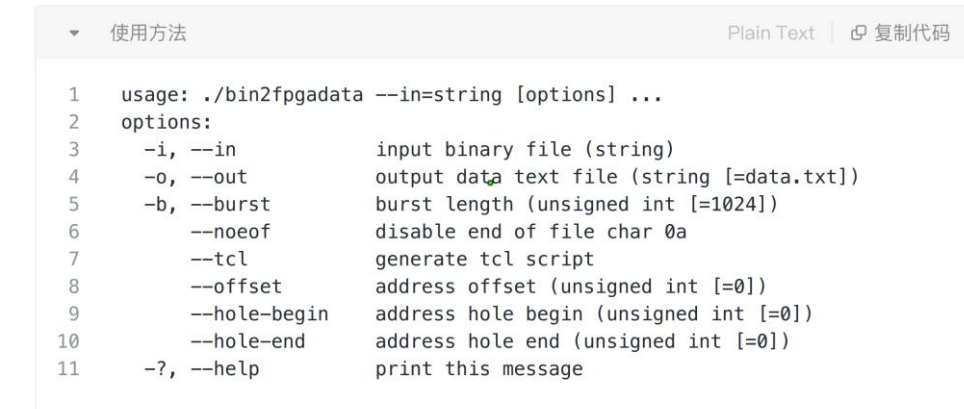 使用方法 Plain Text 复制代码
1 usage: ./bin2fpgadata --in=string [options] ...
2 options:
3 -i, --in input binary file (string)
4 -o, --out output data text file (string [=data.txt])
5 -b, --burst burst length (unsigned int [=1024])
6 --noeof disable end of file char 0a
7 --tcl generate tcl script
8 --offset address offset (unsigned int [=0])
9 --hole-begin address hole begin (unsigned int [=0])
10 --hole-end address hole end (unsigned int [=0])
11 -?, --help print this message